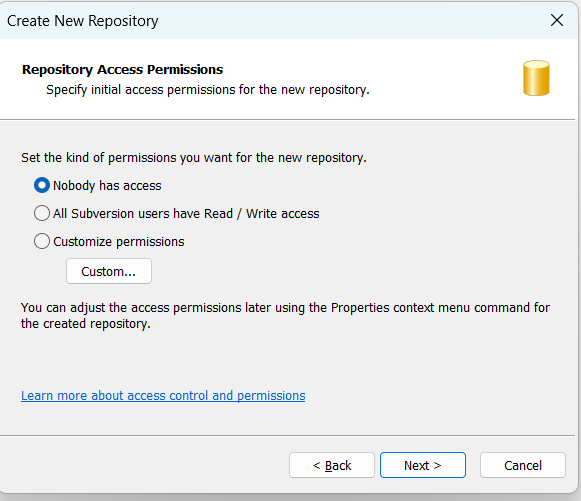 Create New Repository
Repository Access Permissions
Specify initial access permissions for the new repository.
Set the kind of permissions you want for the new repository.
Nobody has access
All Subversion users have Read / Write access
Customize permissions
Custom...
You can adjust the access permissions later using the Properties context menu command for
the created repository.
Learn more about access control and permissions
< Back
Next >
Cancel